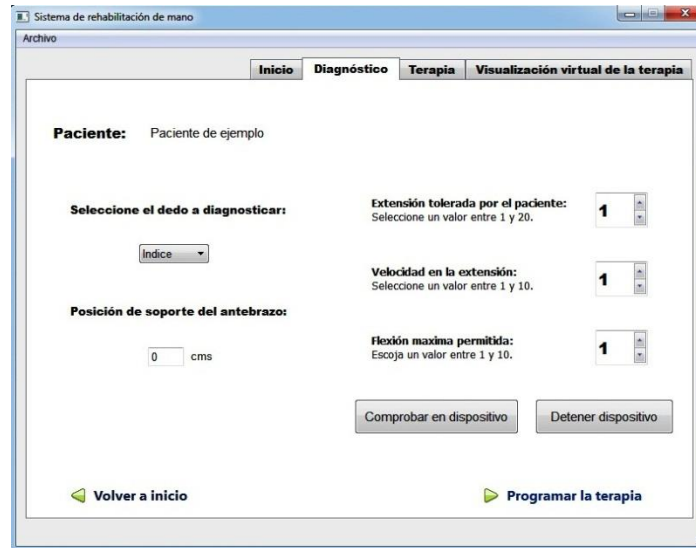 Sistema de rehabilitación de mano
Archivo
Inicio
Diagnóstico
Terapia
Visualización virtual de la terapia
Paciente:
Paciente de ejemplo
Seleccione el dedo a diagnosticar:
Indice
Posición de soporte del antebrazo:
0
cms
Extensión tolerada por el paciente:
Seleccione un valor entre 1 y 20.
1
Velocidad en la extensión:
Seleccione un valor entre 1 y 10.
1
Flexión maxima permitida:
Escoja un valor entre 1 y 10.
1
Comprobar en dispositivo
Detener dispositivo
Volver a inicio
Programar la terapia